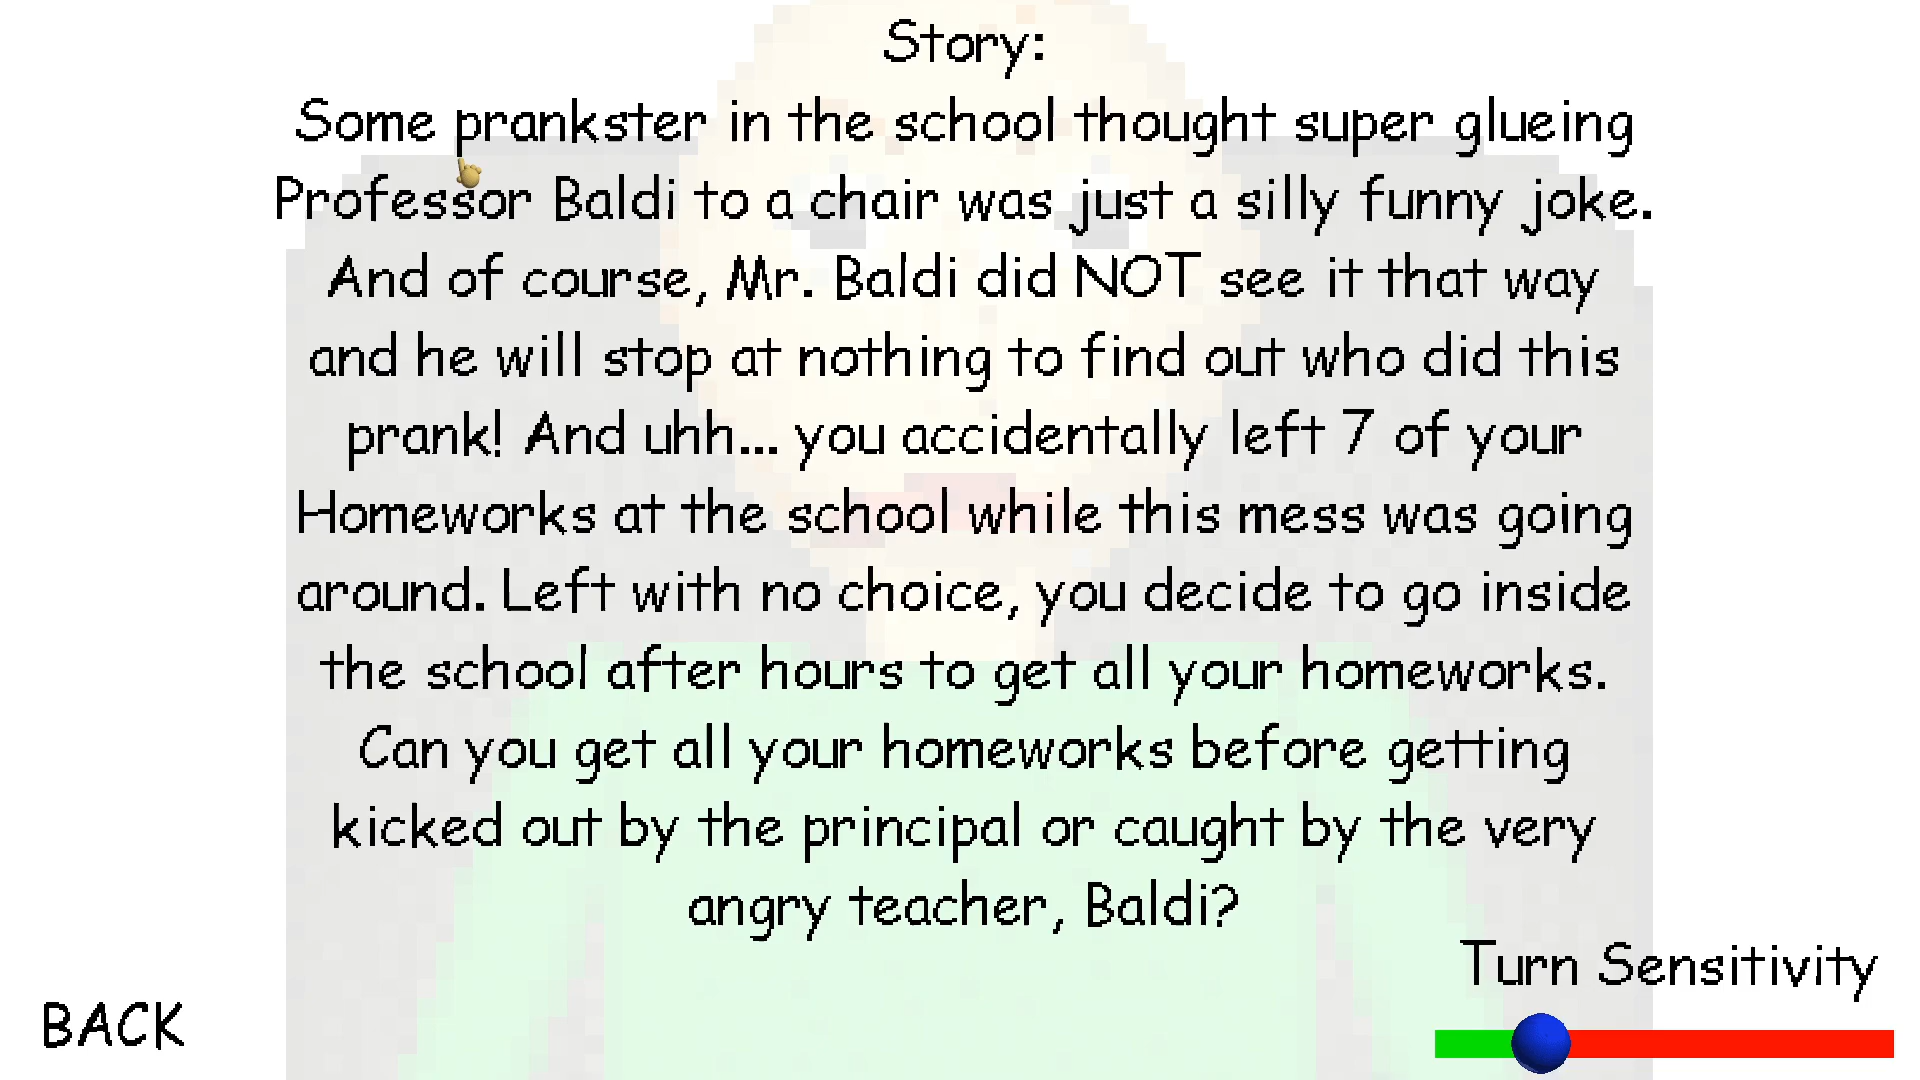 Story:
Some prankster in the school thought super glueing
Professor Baldi to a chair was just a silly funny joke.
And of course, Mr. Baldi did NOT see it that way
and he will stop at nothing to find out who did this
prank! And uhh... you accidentally left 7 of your
Homeworks at the school while this mess was going
around. Left with no choice, you decide to go inside
the school after hours to get all your homeworks.
Can you get all your homeworks before getting
kicked out by the principal or caught by the very
angry teacher, Baldi?
Turn Sensitivity
BACK